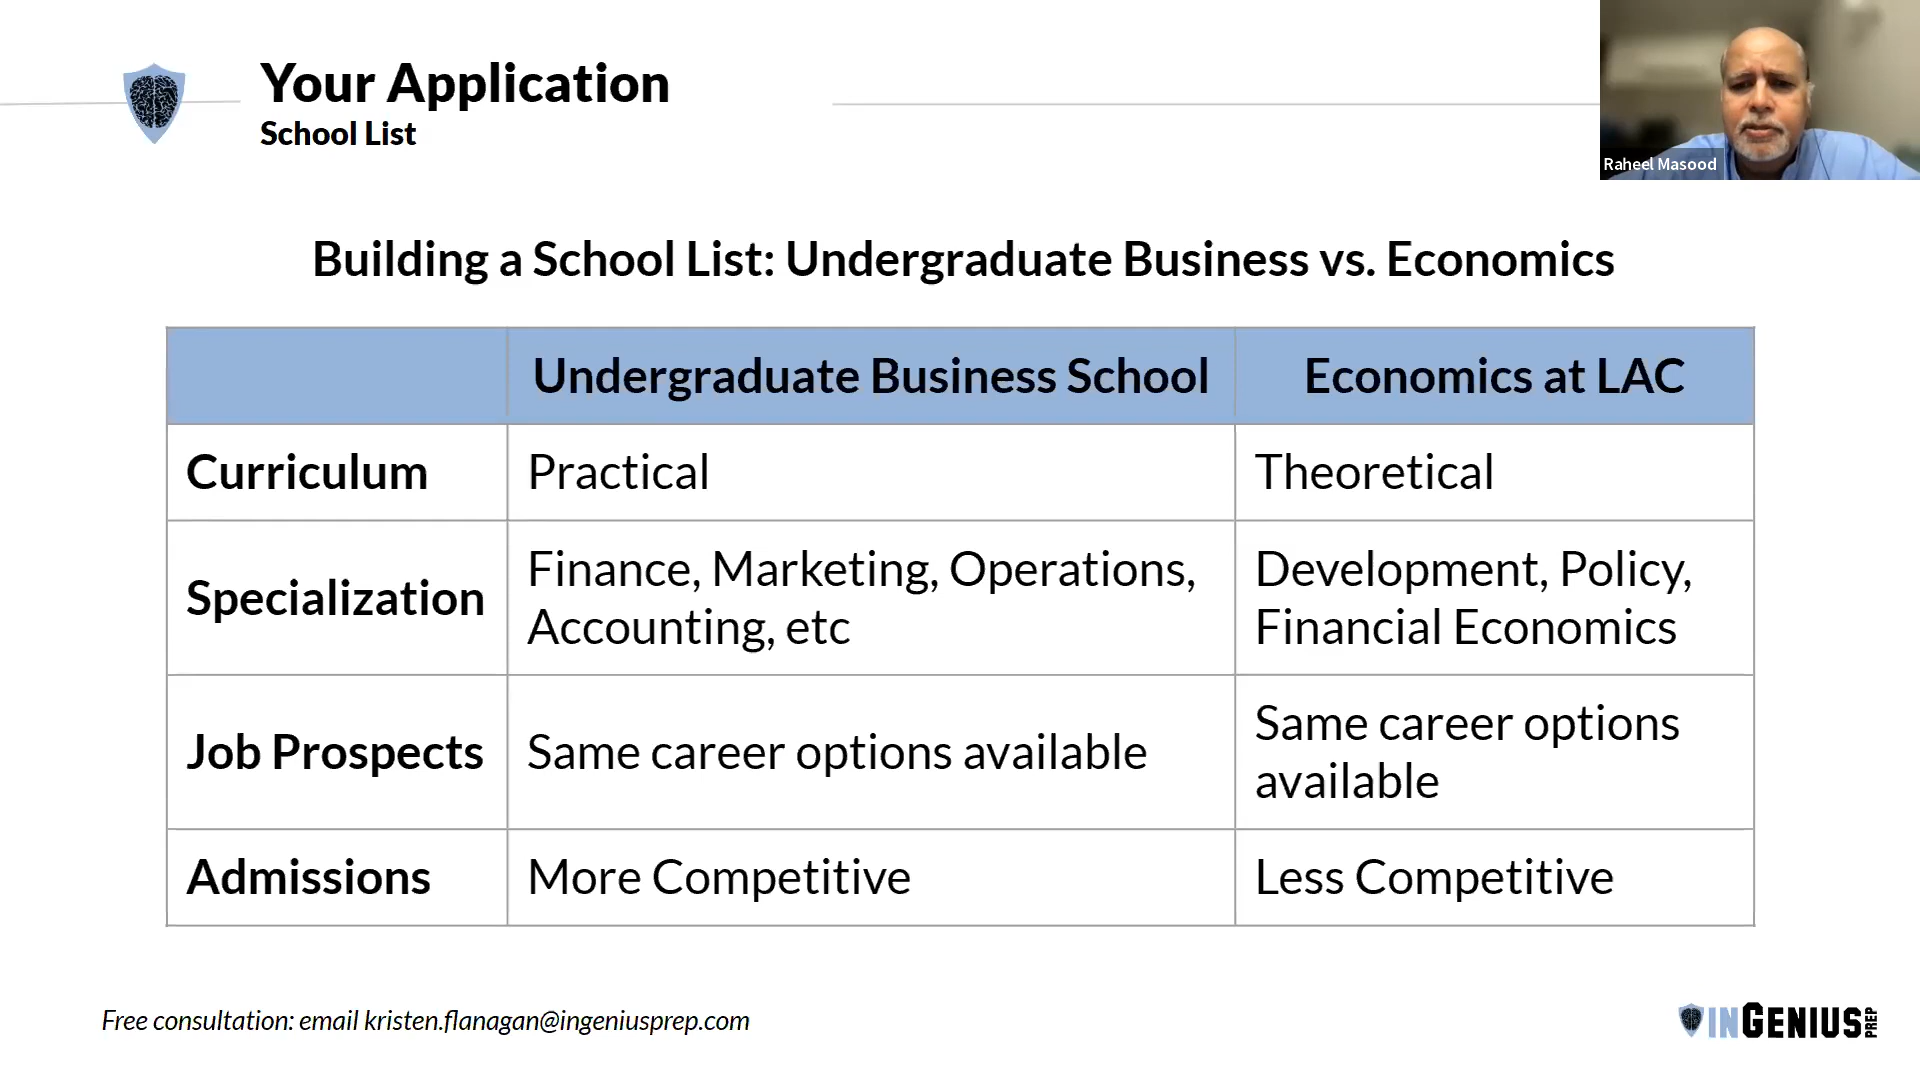 Your Application
School List
Raheel Masood
Building a School List: Undergraduate Business vs. Economics
Undergraduate Business School
Economics at LAC
Curriculum
Practical
Theoretical
Specialization
Finance, Marketing, Operations,
Accounting, etc
Development, Policy,
Financial Economics
Job Prospects
Same career options available
Same career options
available
Admissions
More Competitive
Less Competitive
Free consultation: email kristen.flanagan@ingeniusprep.com
INGENIUS PREP